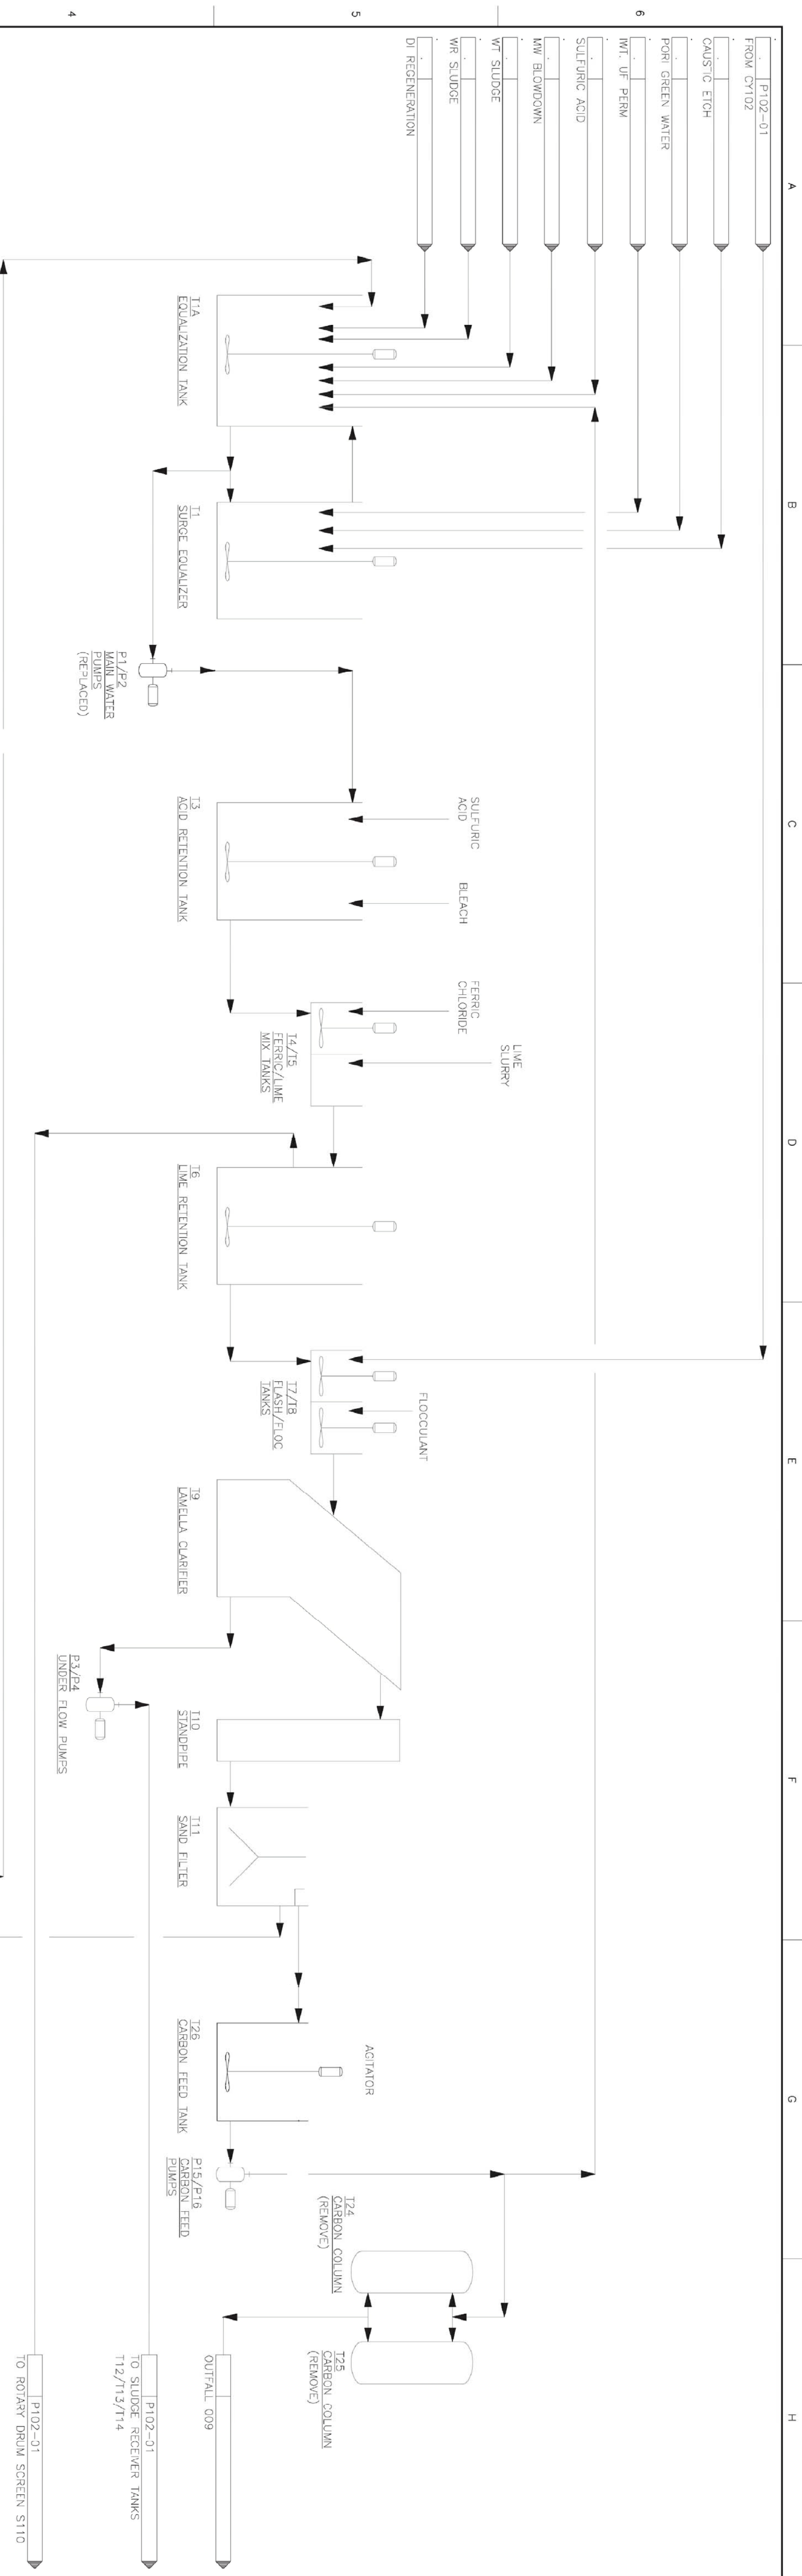 A
B
C
D
E
F
G
H
6
5
4
P102-01
FROM CY102
CAUSTIC ETCH
PORI GREEN WATER
IWT. UF PERM
SULFURIC ACID
MW BLOWDOWN
WT SLUDGE
WR SLUDGE
DI REGENERATION
T1A
EQUALIZATION TANK
T1
SURGE EQUALIZER
P1/P2
MAIN WATER
PUMPS
(REPLACED)
SULFURIC
ACID
BLEACH
T3
ACID RETENTION TANK
FERRIC
CHLORIDE
LIME
SLURRY
T4/T5
FERRIC/LIME
MIX TANKS
T6
LIME RETENTION TANK
FLOCCULANT
T7/T8
FLASH/FLOC
TANKS
T9
LAMELLA CLARIFIER
P3/P4
UNDER FLOW PUMPS
T10
STANDPIPE
T11
SAND FILTER
AGITATOR
T26
CARBON FEED TANK
P15/P16
CARBON FEED
PUMPS
T24
CARBON COLUMN
(REMOVE)
T25
CARBON COLUMN
(REMOVE)
OUTFALL 009
P102-01
TO SLUDGE RECEIVER TANKS
T12/T13/T14
P102-01
TO ROTARY DRUM SCREEN S110